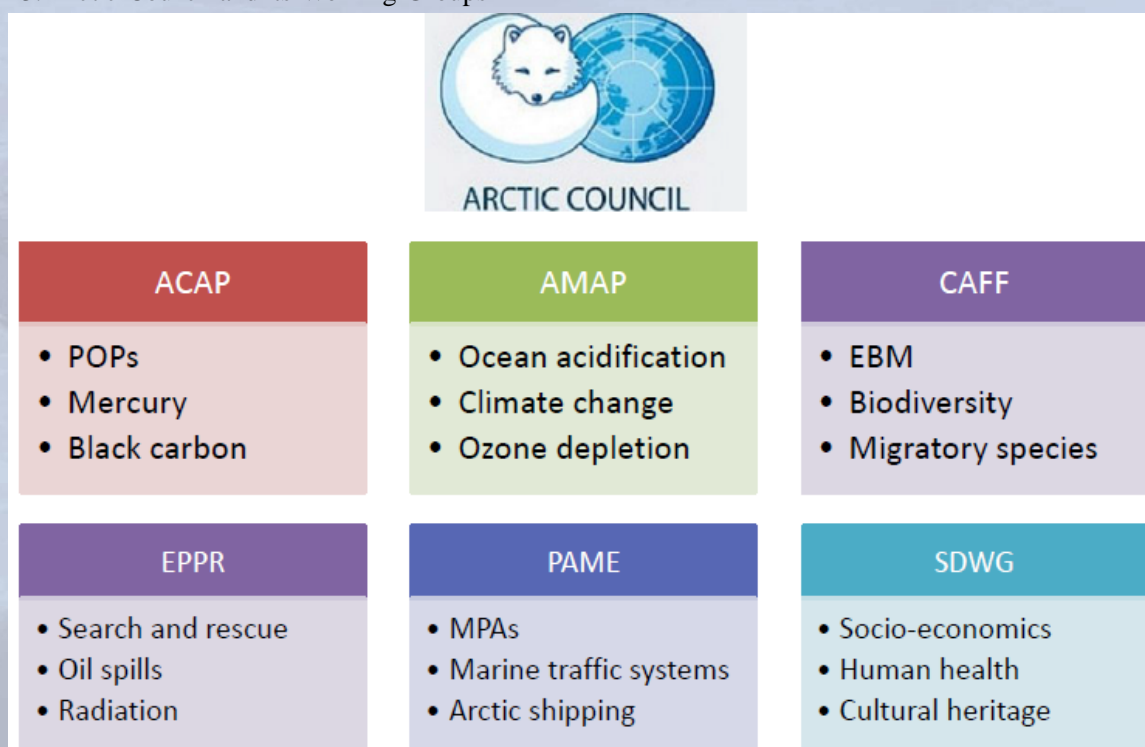 ARCTIC COUNCIL
ACAP
• POPs
• Mercury
• Black carbon
AMAP
• Ocean acidification
• Climate change
• Ozone depletion
CAFF
• EBM
• Biodiversity
• Migratory species
EPPR
• Search and rescue
• Oil spills
• Radiation
PAME
• MPAs
• Marine traffic systems
• Arctic shipping
SDWG
• Socio-economics
• Human health
• Cultural heritage